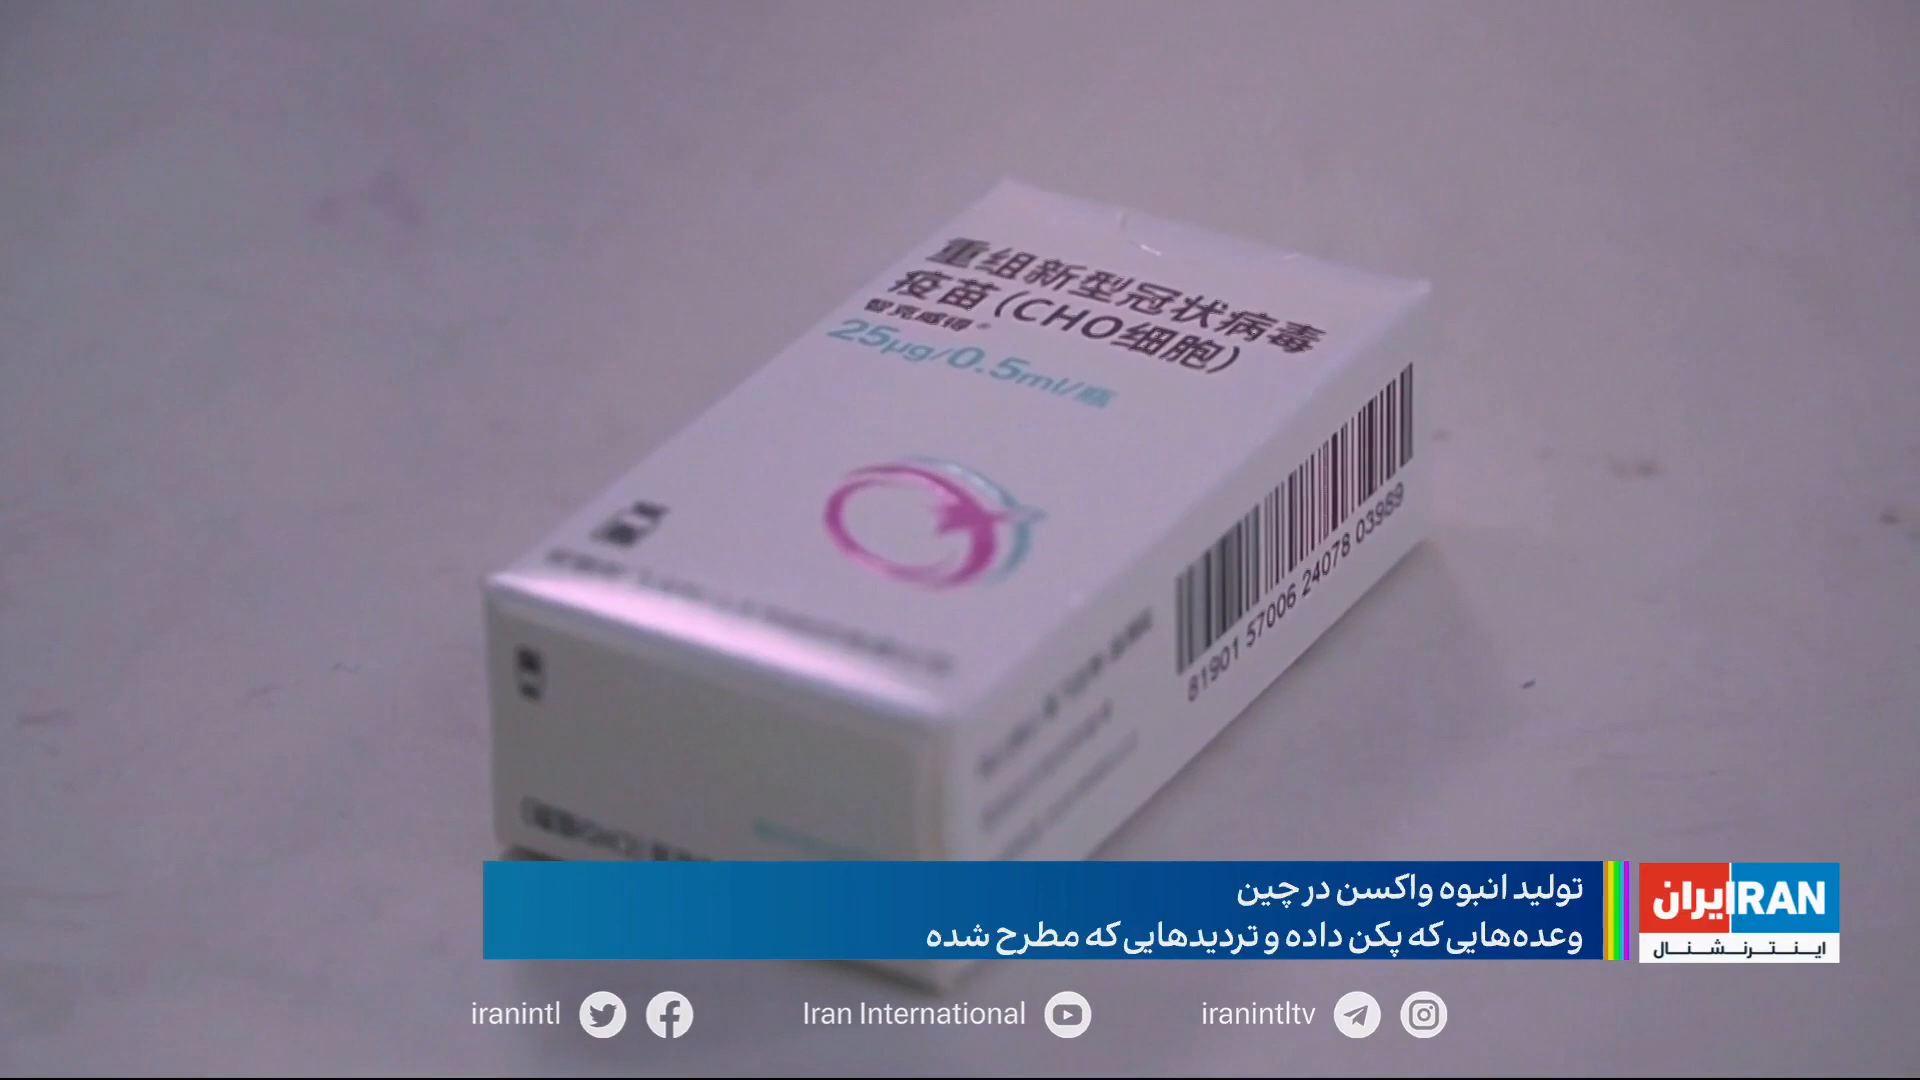 重组新型冠状病毒
疫苗（CHO细胞）
智克威得®
25μg/0.5ml/瓶
81901 57006 24078 03989
تولید انبوه واکسن در چین
وعده‌هایی که پکن داده و تردیدهایی که مطرح شده
ایران IRAN
اینترنشنال
iranintl
Iran International
iranintltv